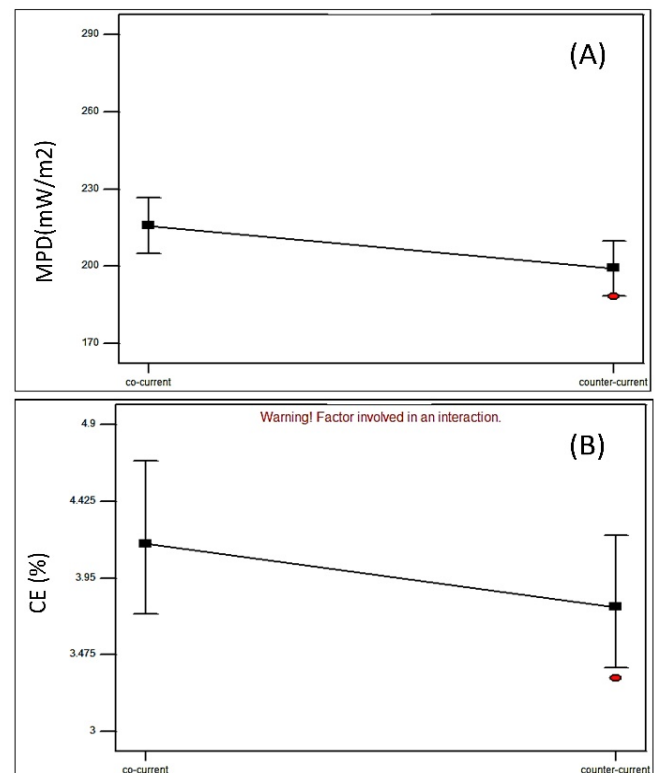 (A)
290
260
230
200
170
MPD(mW/m2)
co-current
counter-current
Warning! Factor involved in an interaction.
(B)
4.9
4.425
3.95
3.475
3
CE (%)
co-current
counter-current